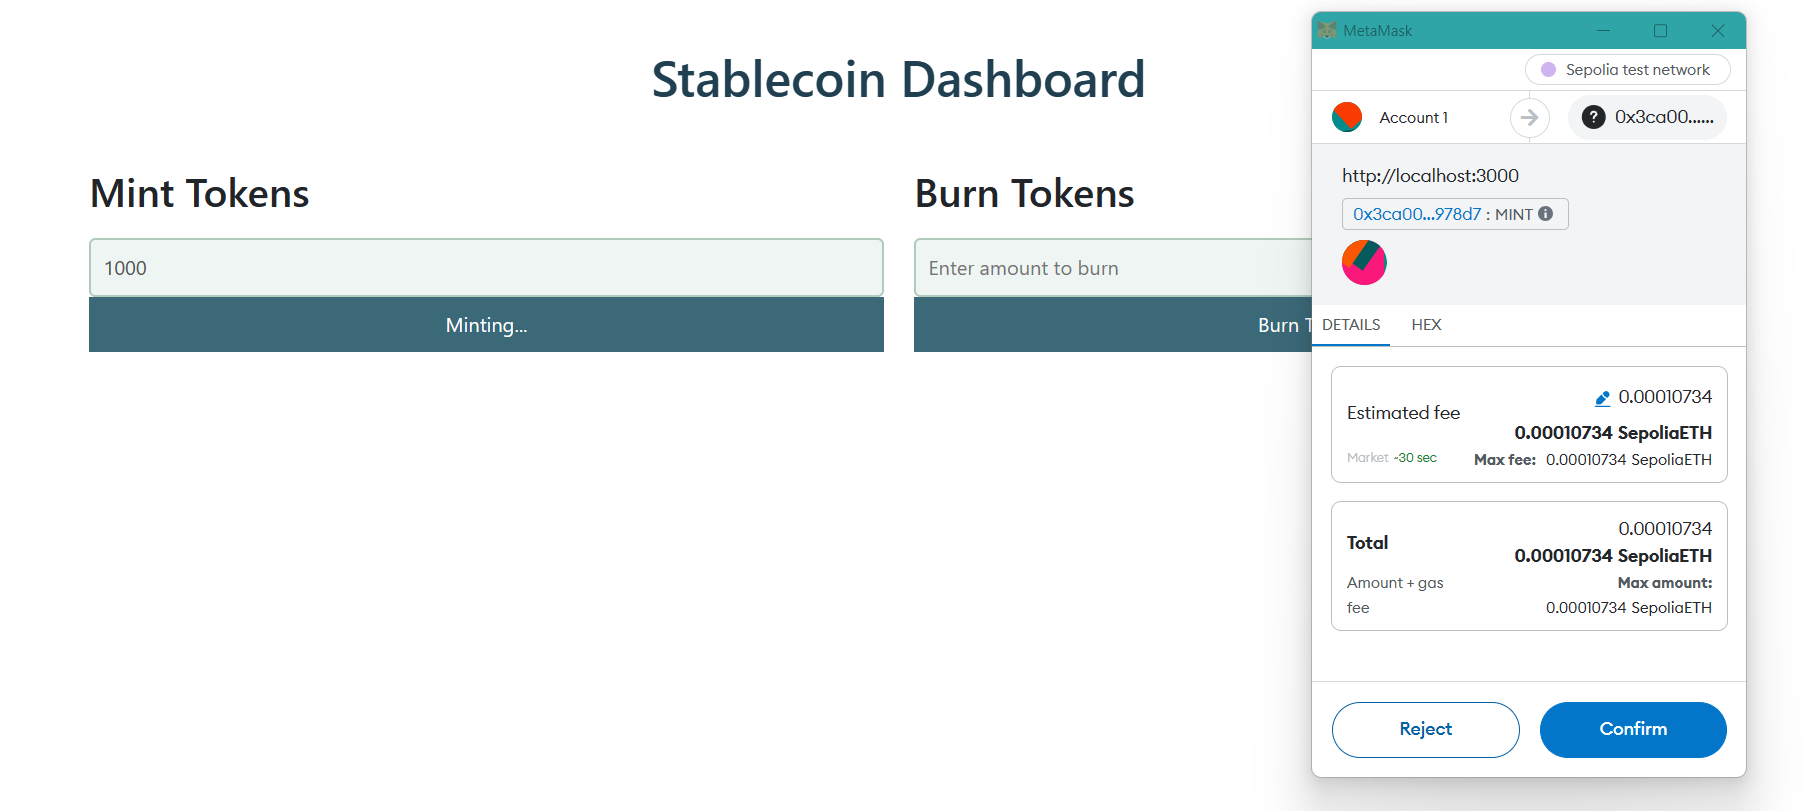 Stablecoin Dashboard
Mint Tokens
1000
Minting...
Burn Tokens
Enter amount to burn
Burn
MetaMask
Sepolia test network
Account 1
? 0x3ca00......
http://localhost:3000
0x3ca00...978d7 : MINT
DETAILS HEX
Estimated fee
0.00010734
0.00010734 SepoliaETH
Market ~30 sec
Max fee: 0.00010734 SepoliaETH
Total
0.00010734
0.00010734 SepoliaETH
Amount + gas fee
Max amount:
0.00010734 SepoliaETH
Reject
Confirm